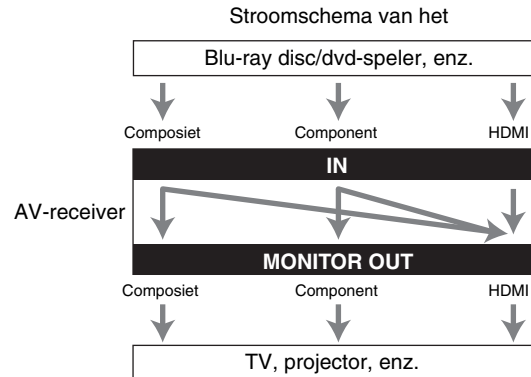 Stroomschema van het
Blu-ray disc/dvd-speler, enz.
Composiet Component HDMI
IN
AV-receiver
MONITOR OUT
Composiet Component HDMI
TV, projector, enz.